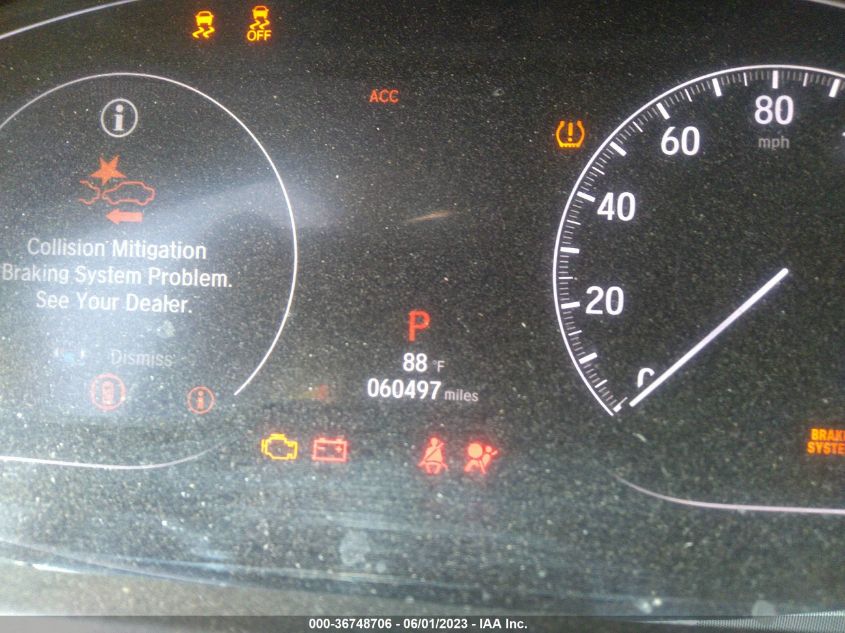 OFF
ACC
80
mph
60
40
20
0
Collision Mitigation
Braking System Problem.
See Your Dealer.
Dismiss
P
88 °F
060497 miles
SYSTEM
000-36748706 - 06/01/2023 - IAA Inc.